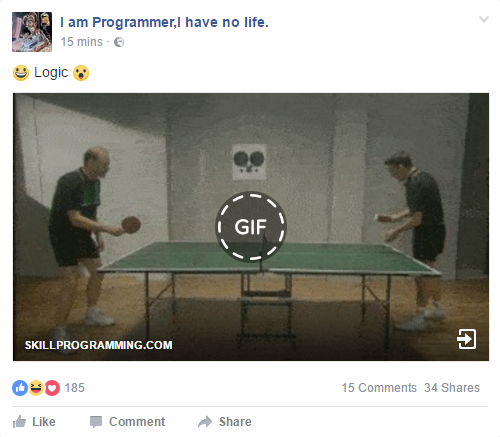 I am Programmer,I have no life.
15 mins ·
Logic
GIF
SKILLPROGRAMMING.COM
185
15 Comments 34 Shares
Like Comment Share